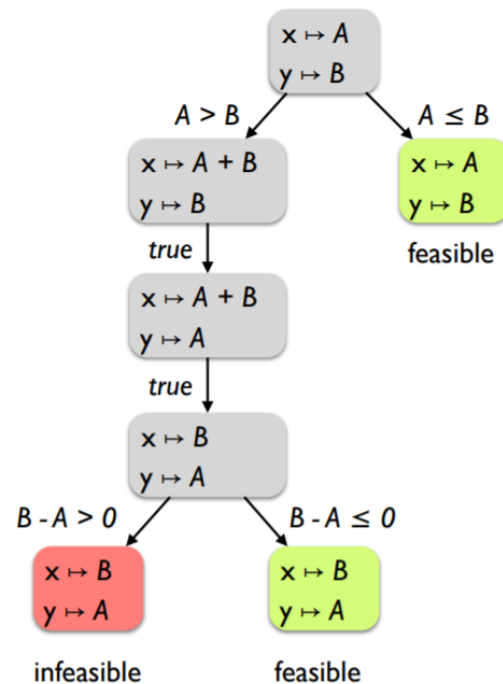 x ↦ A
y ↦ B
A > B
A ≤ B
x ↦ A + B
y ↦ B
x ↦ A
y ↦ B
feasible
true
x ↦ A + B
y ↦ A
true
x ↦ B
y ↦ A
B - A > 0
B - A ≤ 0
x ↦ B
y ↦ A
x ↦ B
y ↦ A
infeasible
feasible